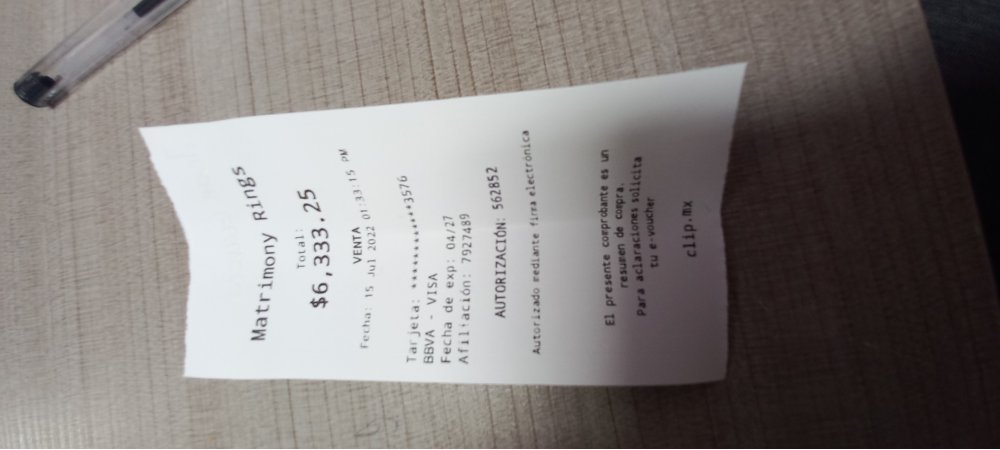 Matrimony Rings
Total:
$6,333.25
VENTA
Fecha: 15 Jul 2022 01:33:15 PM
Tarjeta: ************3576
BBVA - VISA
Fecha de exp: 04/27
Afiliación: 7927489
AUTORIZACIÓN: 562852
Autorizado mediante firma electrónica
El presente comprobante es un
resumen de compra.
Para aclaraciones solicita
tu e-voucher
clip.mx